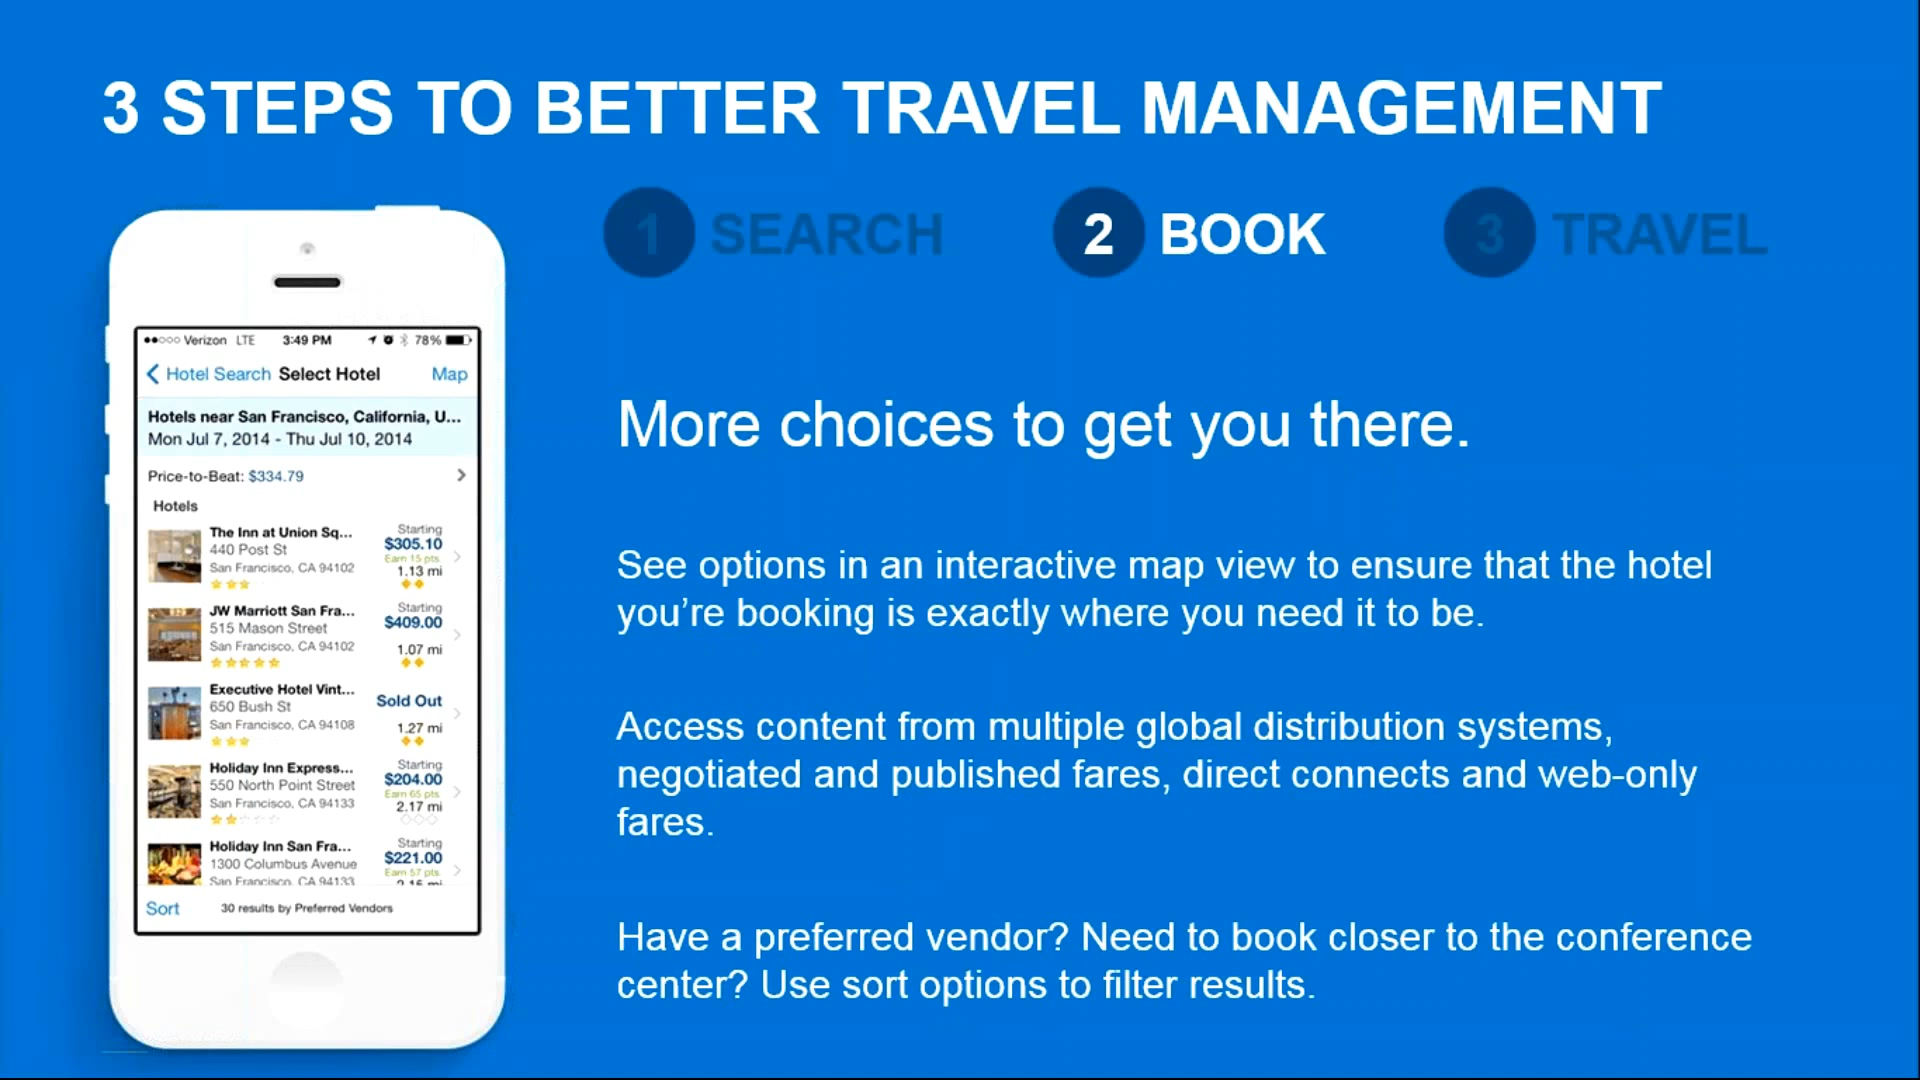 3 STEPS TO BETTER TRAVEL MANAGEMENT
1 SEARCH
2 BOOK
3 TRAVEL
Verizon LTE 3:49 PM 78%
Hotel Search Select Hotel Map
Hotels near San Francisco, California, U...
Mon Jul 7, 2014 - Thu Jul 10, 2014
Price-to-Beat: $334.79
Hotels
The Inn at Union Sq... Starting
440 Post St $305.10
Earn 15 pts
San Francisco, CA 94102 1.13 mi
JW Marriott San Fra... Starting
515 Mason Street $409.00
San Francisco, CA 94102 1.07 mi
Executive Hotel Vint...
650 Bush St Sold Out
San Francisco, CA 94108 1.27 mi
Holiday Inn Express... Starting
550 North Point Street $204.00
Earn 65 pts
San Francisco, CA 94133 2.17 mi
Holiday Inn San Fra... Starting
1300 Columbus Avenue $221.00
Earn 57 pts
San Francisco, CA 94133
Sort 30 results by Preferred Vendors
More choices to get you there.
See options in an interactive map view to ensure that the hotel
you’re booking is exactly where you need it to be.
Access content from multiple global distribution systems,
negotiated and published fares, direct connects and web-only
fares.
Have a preferred vendor? Need to book closer to the conference
center? Use sort options to filter results.